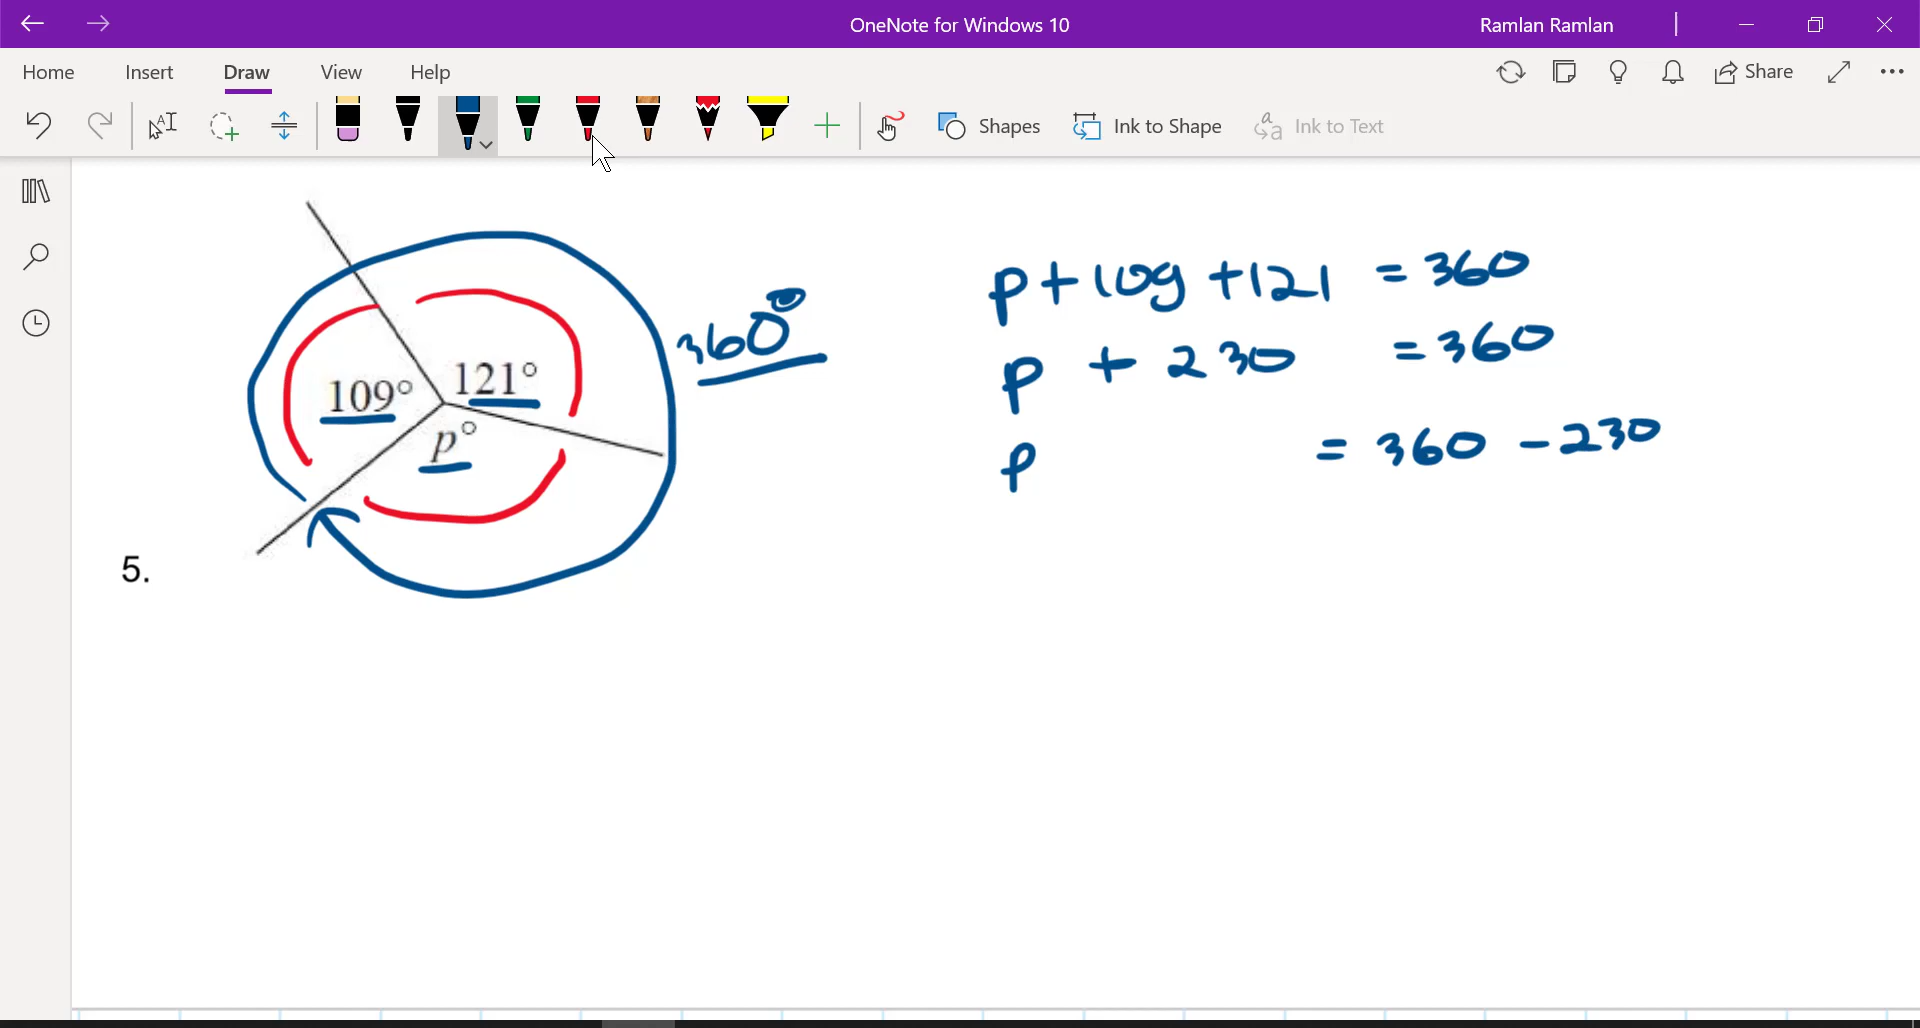 OneNote for Windows 10
Ramlan Ramlan
Home Insert Draw View Help
Share
Shapes Ink to Shape Ink to Text
121°
109°
p°
360°
5.
p + 109 + 121 = 360
p + 230 = 360
p = 360 - 230